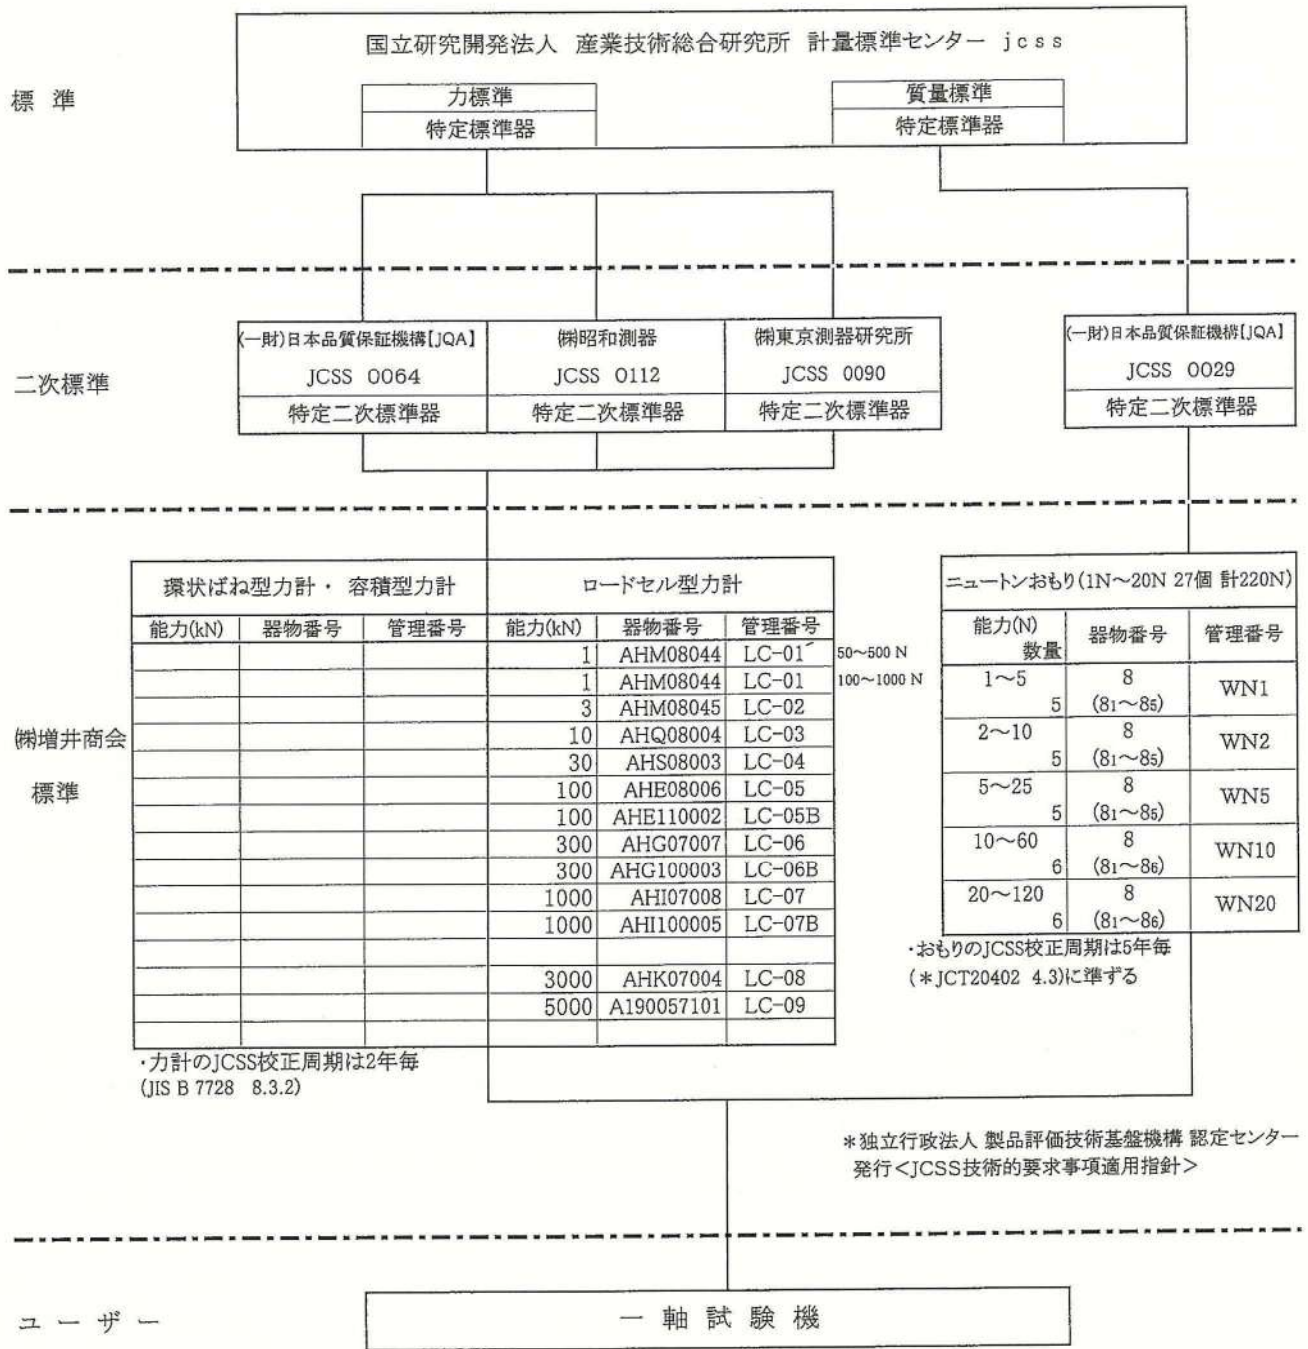 国立研究開発法人 産業技術総合研究所 計量標準センター jcss
標 準
力標準
特定標準器
質量標準
特定標準器
二次標準
(一財)日本品質保証機構【JQA】
JCSS 0064
特定二次標準器
㈱昭和測器
JCSS 0112
特定二次標準器
㈱東京測器研究所
JCSS 0090
特定二次標準器
(一財)日本品質保証機構【JQA】
JCSS 0029
特定二次標準器
㈱増井商会
標準
環状ばね型力計・ 容積型力計 ロードセル型力計
能力(kN) 器物番号 管理番号 能力(kN) 器物番号 管理番号
1 AHM08044 LC-01´ 50～500 N
1 AHM08044 LC-01 100～1000 N
3 AHM08045 LC-02
10 AHQ08004 LC-03
30 AHS08003 LC-04
100 AHE08006 LC-05
100 AHE110002 LC-05B
300 AHG07007 LC-06
300 AHG100003 LC-06B
1000 AHI07008 LC-07
1000 AHI100005 LC-07B
3000 AHK07004 LC-08
5000 A190057101 LC-09
・力計のJCSS校正周期は2年毎
(JIS B 7728 8.3.2)
ニュートンおもり(1N～20N 27個 計220N)
能力(N) 数量 器物番号 管理番号
1～5 5 8 (81～85) WN1
2～10 5 8 (81～85) WN2
5～25 5 8 (81～85) WN5
10～60 6 8 (81～86) WN10
20～120 6 8 (81～86) WN20
・おもりのJCSS校正周期は5年毎
(＊JCT20402 4.3)に準ずる
＊独立行政法人 製品評価技術基盤機構 認定センター
発行<JCSS技術的要求事項適用指針>
ユ ー ザ ー
一 軸 試 験 機